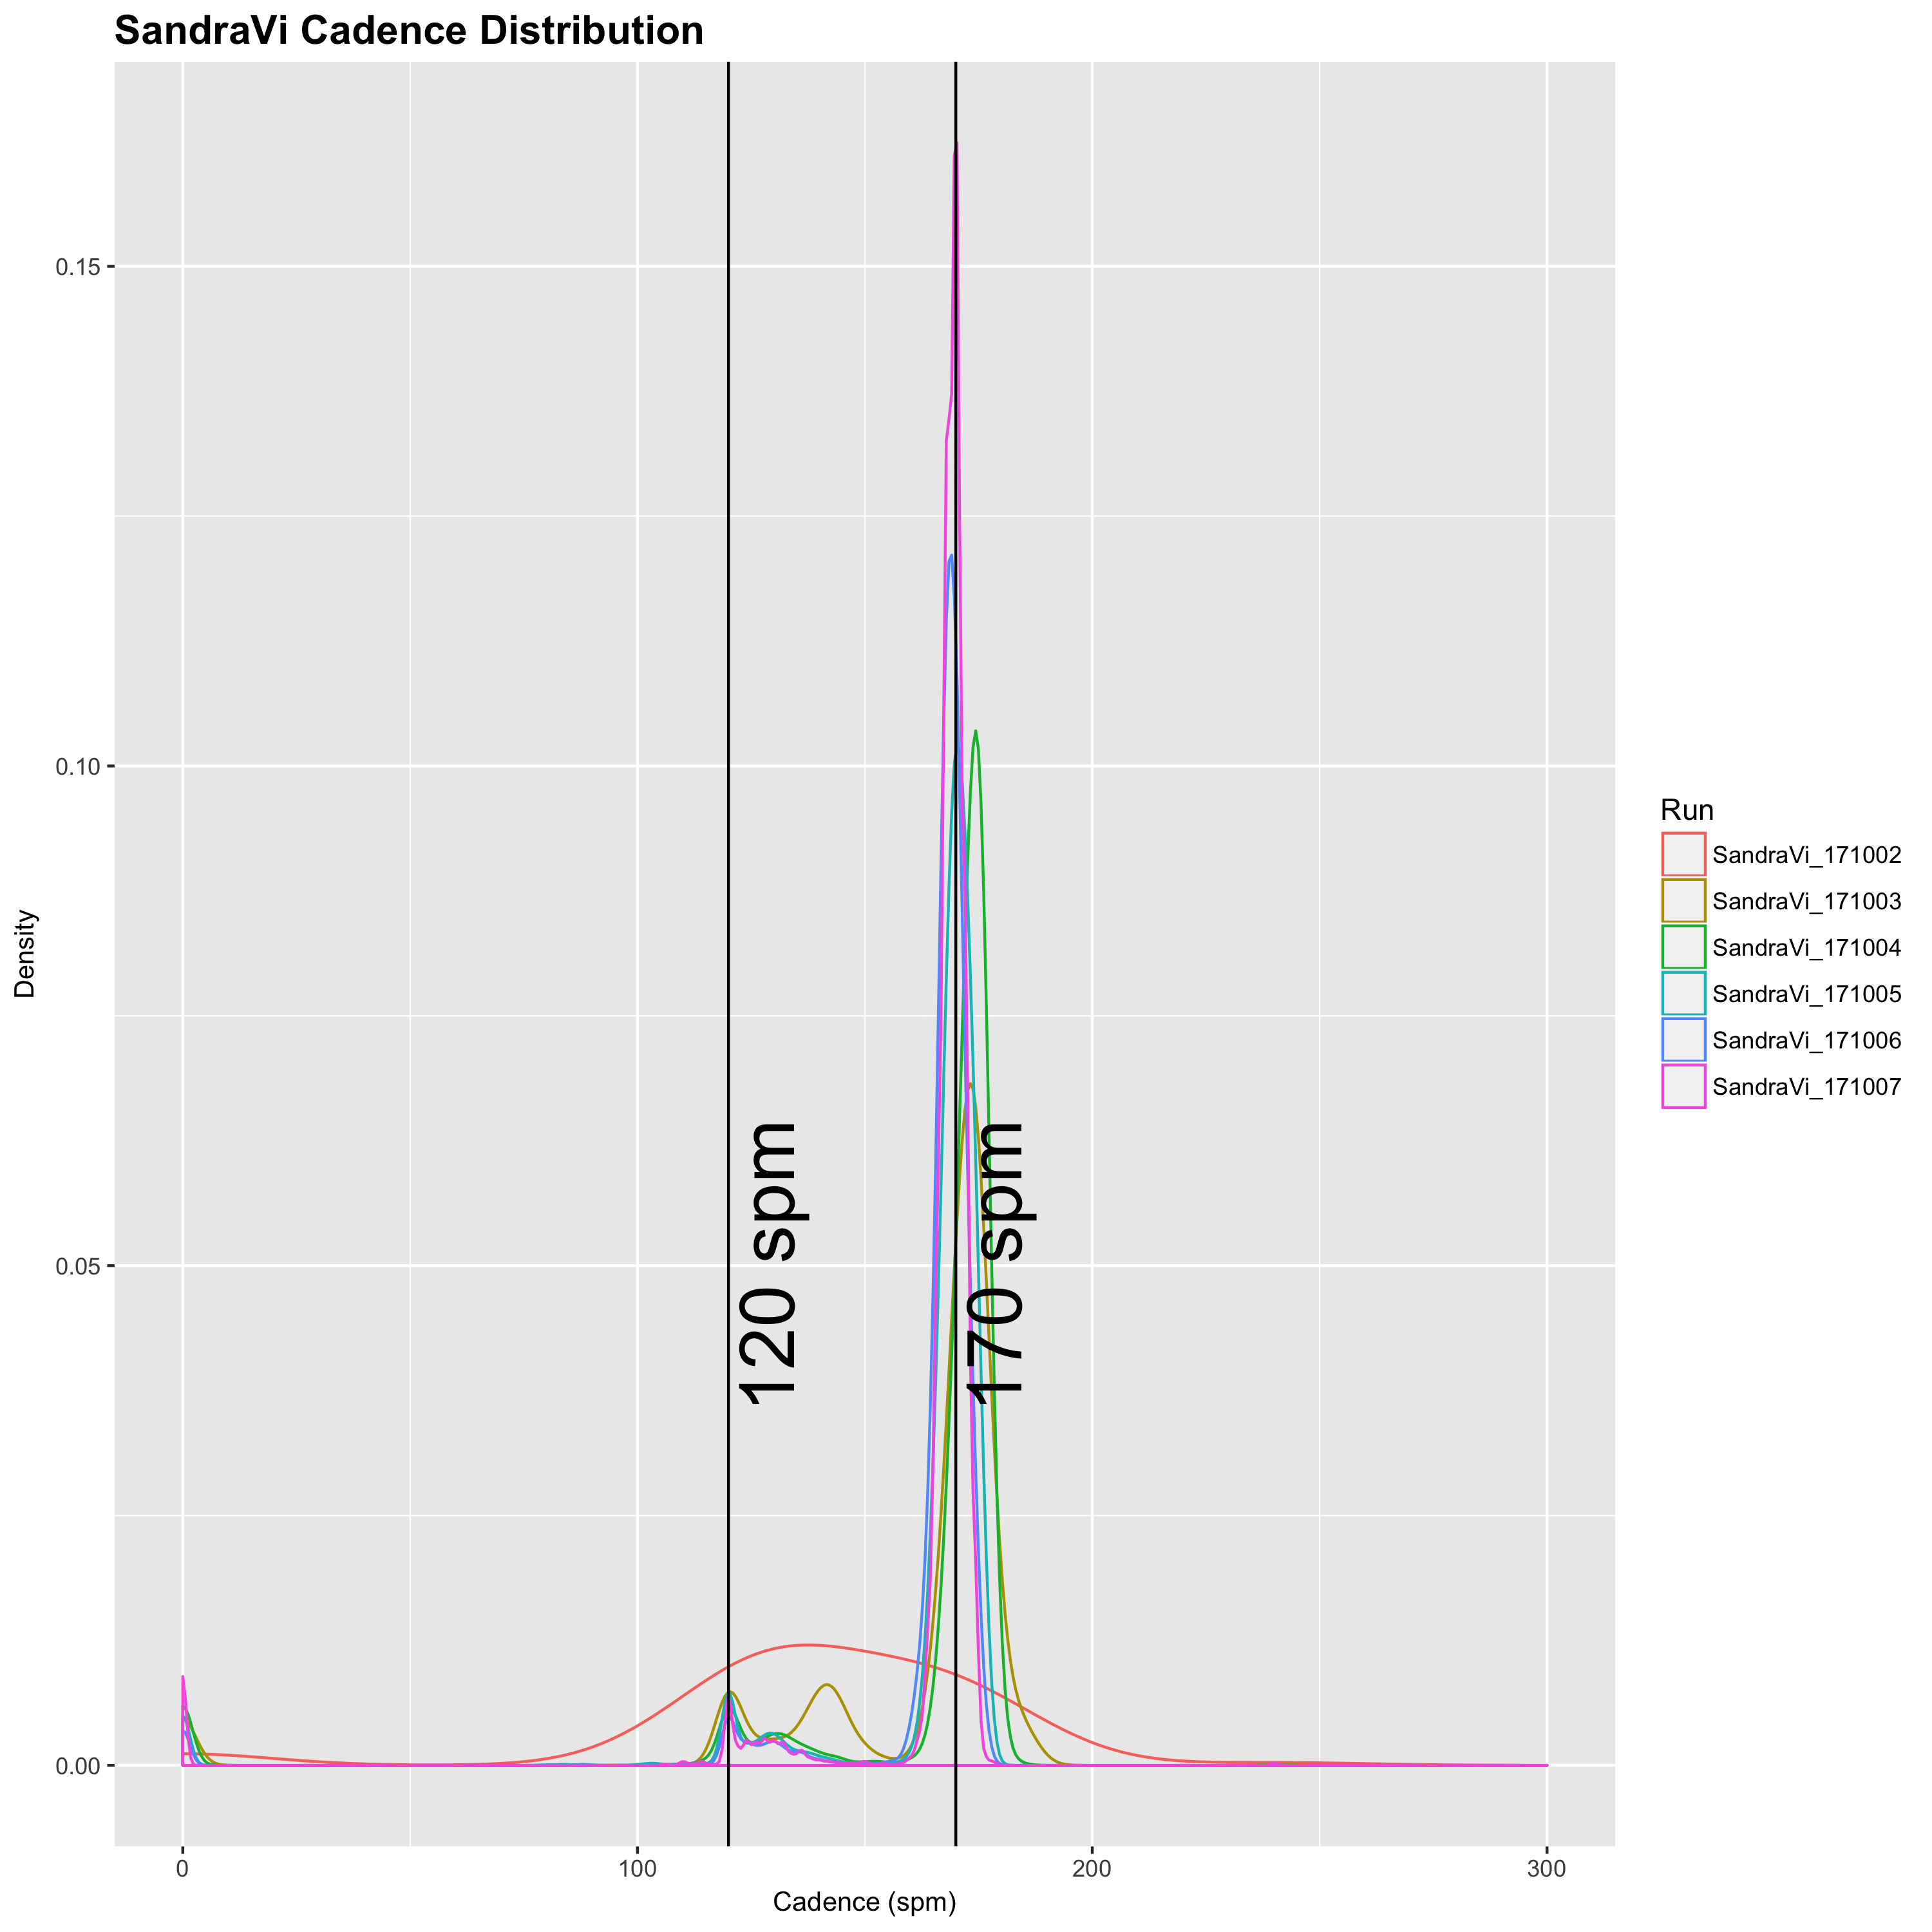 SandraVi Cadence Distribution
0.15
0.10
0.05
0.00
Density
120 spm
170 spm
0
100
200
300
Cadence (spm)
Run
SandraVi_171002
SandraVi_171003
SandraVi_171004
SandraVi_171005
SandraVi_171006
SandraVi_171007